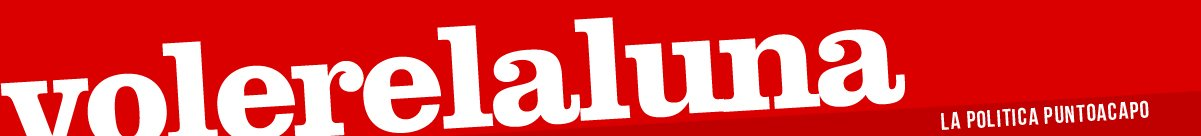 volerelaluna
LA POLITICA PUNTOACAPO